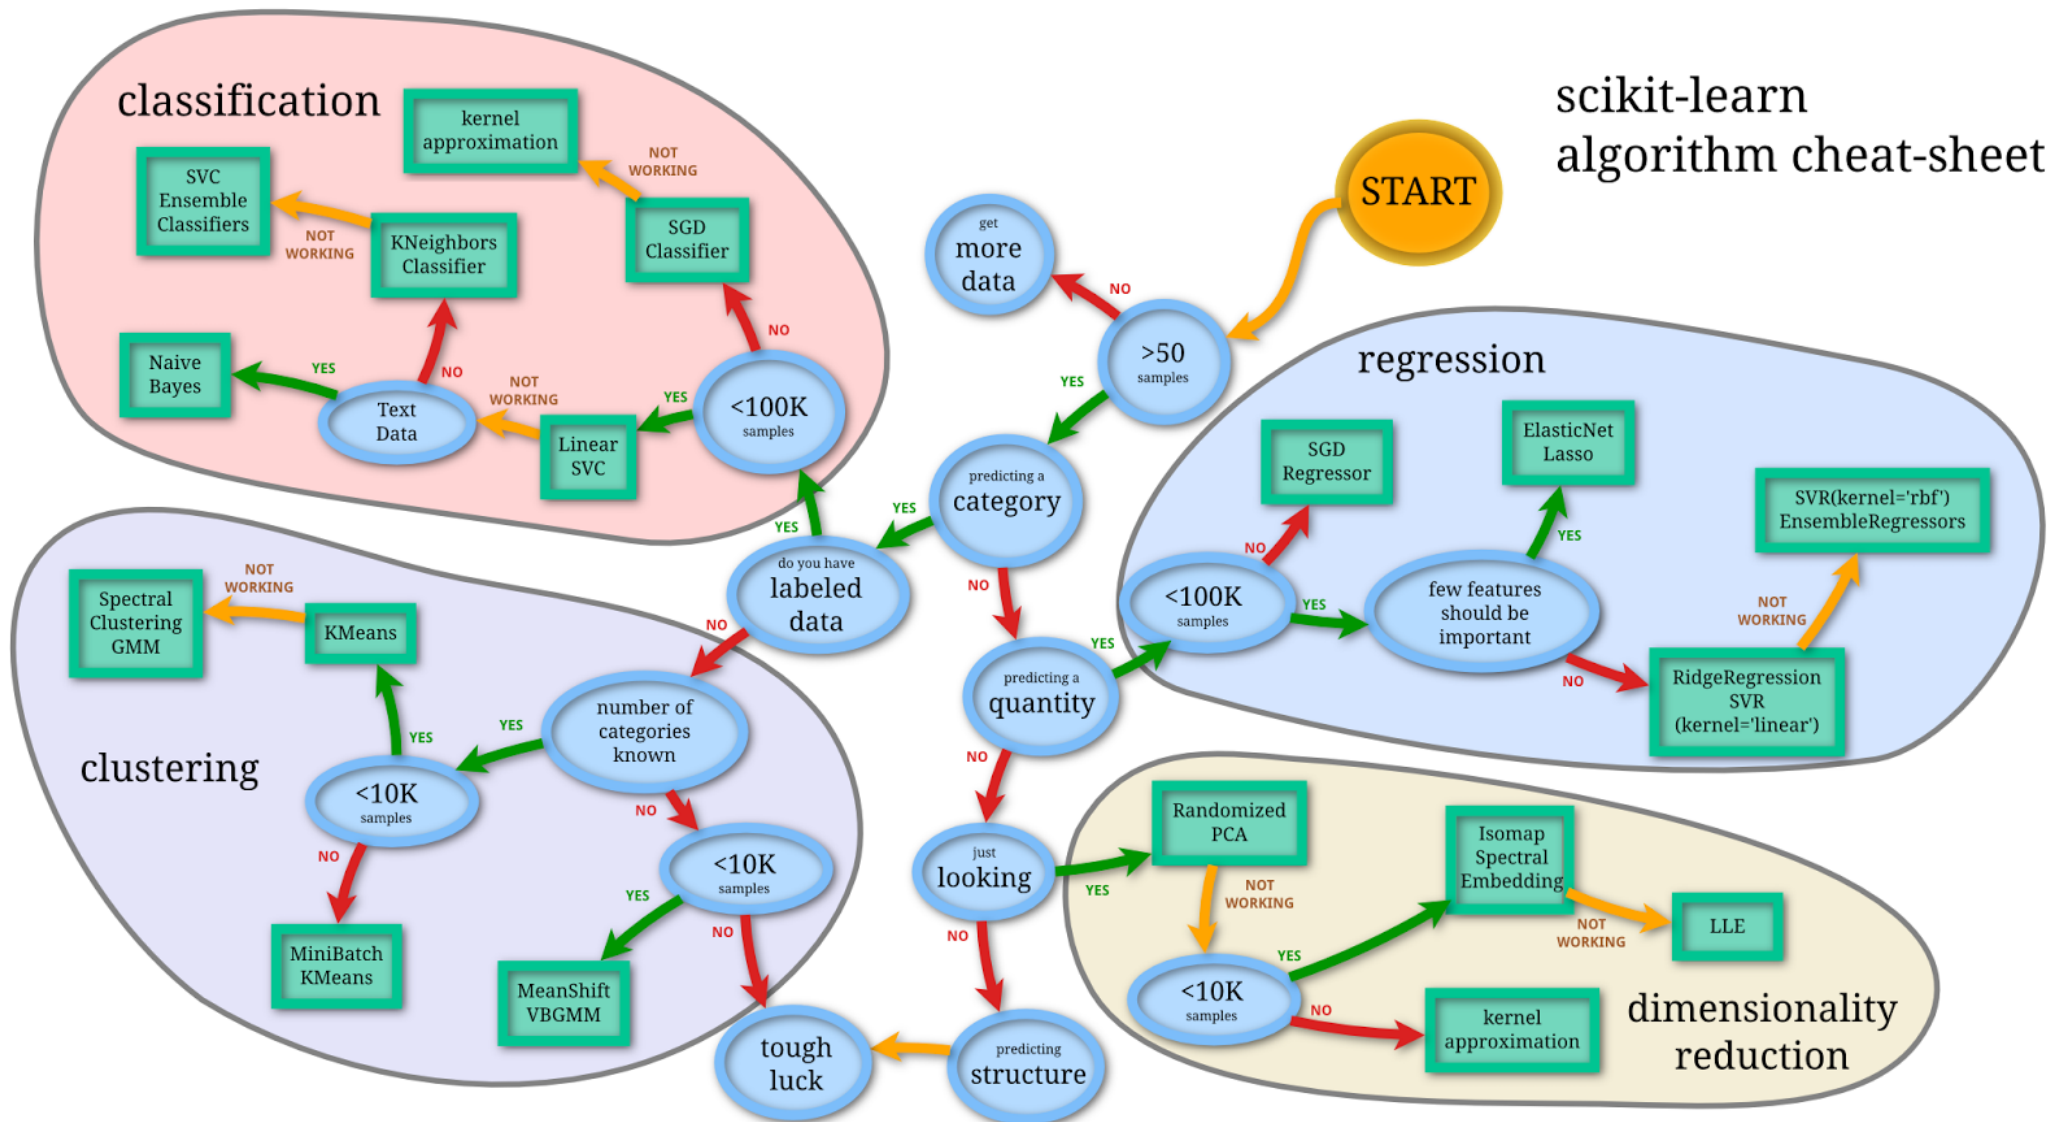 scikit-learn
algorithm cheat-sheet
START
get
more
data
NO
>50
samples
YES
predicting a
category
YES
NO
do you have
labeled
data
YES
NO
predicting a
quantity
YES
NO
just
looking
YES
NO
predicting
structure
tough
luck
classification
kernel
approximation
NOT
WORKING
SVC
Ensemble
Classifiers
NOT
WORKING
KNeighbors
Classifier
SGD
Classifier
NO
Naive
Bayes
YES
NO
Text
Data
NOT
WORKING
Linear
SVC
YES
<100K
samples
regression
SGD
Regressor
NO
<100K
samples
YES
ElasticNet
Lasso
YES
few features
should be
important
NO
SVR(kernel='rbf')
EnsembleRegressors
NOT
WORKING
RidgeRegression
SVR
(kernel='linear')
clustering
Spectral
Clustering
GMM
NOT
WORKING
KMeans
YES
<10K
samples
NO
MiniBatch
KMeans
YES
number of
categories
known
NO
<10K
samples
YES
NO
MeanShift
VBGMM
dimensionality
reduction
Randomized
PCA
NOT
WORKING
<10K
samples
YES
NO
Isomap
Spectral
Embedding
NOT
WORKING
LLE
kernel
approximation